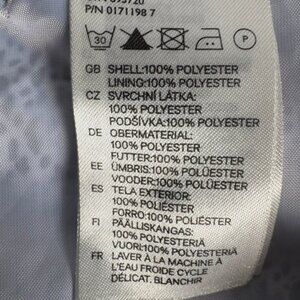 P/N 0171198 7
30
P
GB SHELL:100% POLYESTER
LINING:100% POLYESTER
CZ SVRCHNI LÁTKA:
100% POLYESTER
PODŠÍVKA:100% POLYESTER
DE OBERMATERIAL:
100% POLYESTER
FUTTER:100% POLYESTER
EE ÜMBRIS:100% POLÜESTER
VOODER:100% POLÜESTER
ES TELA EXTERIOR:
100% POLIÉSTER
FORRO:100% POLIÉSTER
FI PÄÄLLISKANGAS:
100% POLYESTERIÄ
VUORI:100% POLYESTERIÄ
FR LAVER À LA MACHINE À
L'EAU FROIDE CYCLE
DÉLICAT. BLANCHIR